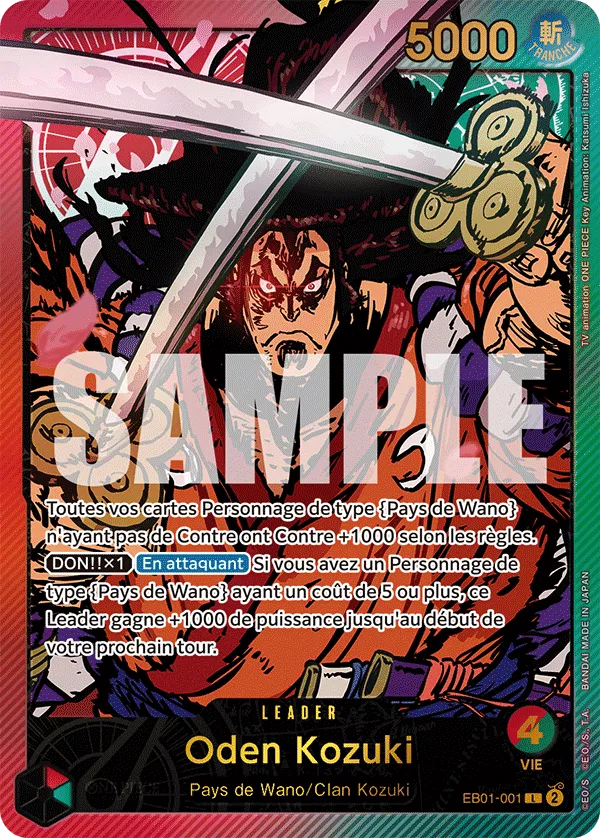 5000
斬
TRANCHE
TV animation ONE PIECE Key Animation: Katsumi Ishizuka
SAMPLE
Toutes vos cartes Personnage de type {Pays de Wano}
n'ayant pas de Contre ont Contre +1000 selon les règles.
DON!!×1 En attaquant Si vous avez un Personnage de
type {Pays de Wano} ayant un coût de 5 ou plus, ce
Leader gagne +1000 de puissance jusqu'au début de
votre prochain tour.
LEADER
Oden Kozuki
Pays de Wano/Clan Kozuki
4
VIE
EB01-001 L 2
©E.O/S ©E.O./S., T.A. BANDAI MADE IN JAPAN
ONE PIECE